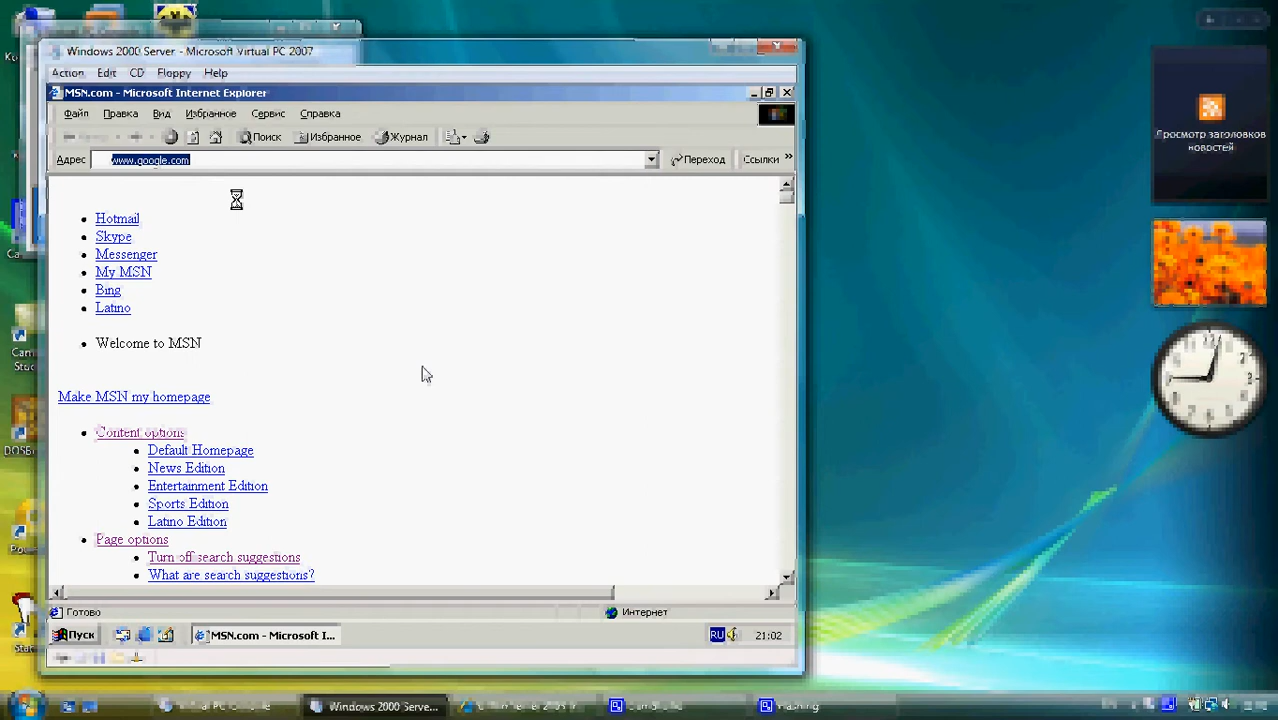 Windows 2000 Server - Microsoft Virtual PC 2007
Action Edit CD Floppy Help
MSN.com - Microsoft Internet Explorer
Файл Правка Вид Избранное Сервис Справка
Поиск Избранное Журнал
Адрес www.google.com Переход Ссылки »
Hotmail
Skype
Messenger
My MSN
Bing
Latino
Welcome to MSN
Make MSN my homepage
Content options
Default Homepage
News Edition
Entertainment Edition
Sports Edition
Latino Edition
Page options
Turn off search suggestions
What are search suggestions?
Готово Интернет
Пуск MSN.com - Microsoft I... RU 21:02
Просмотр заголовков
новостей
Windows 2000 Serve...